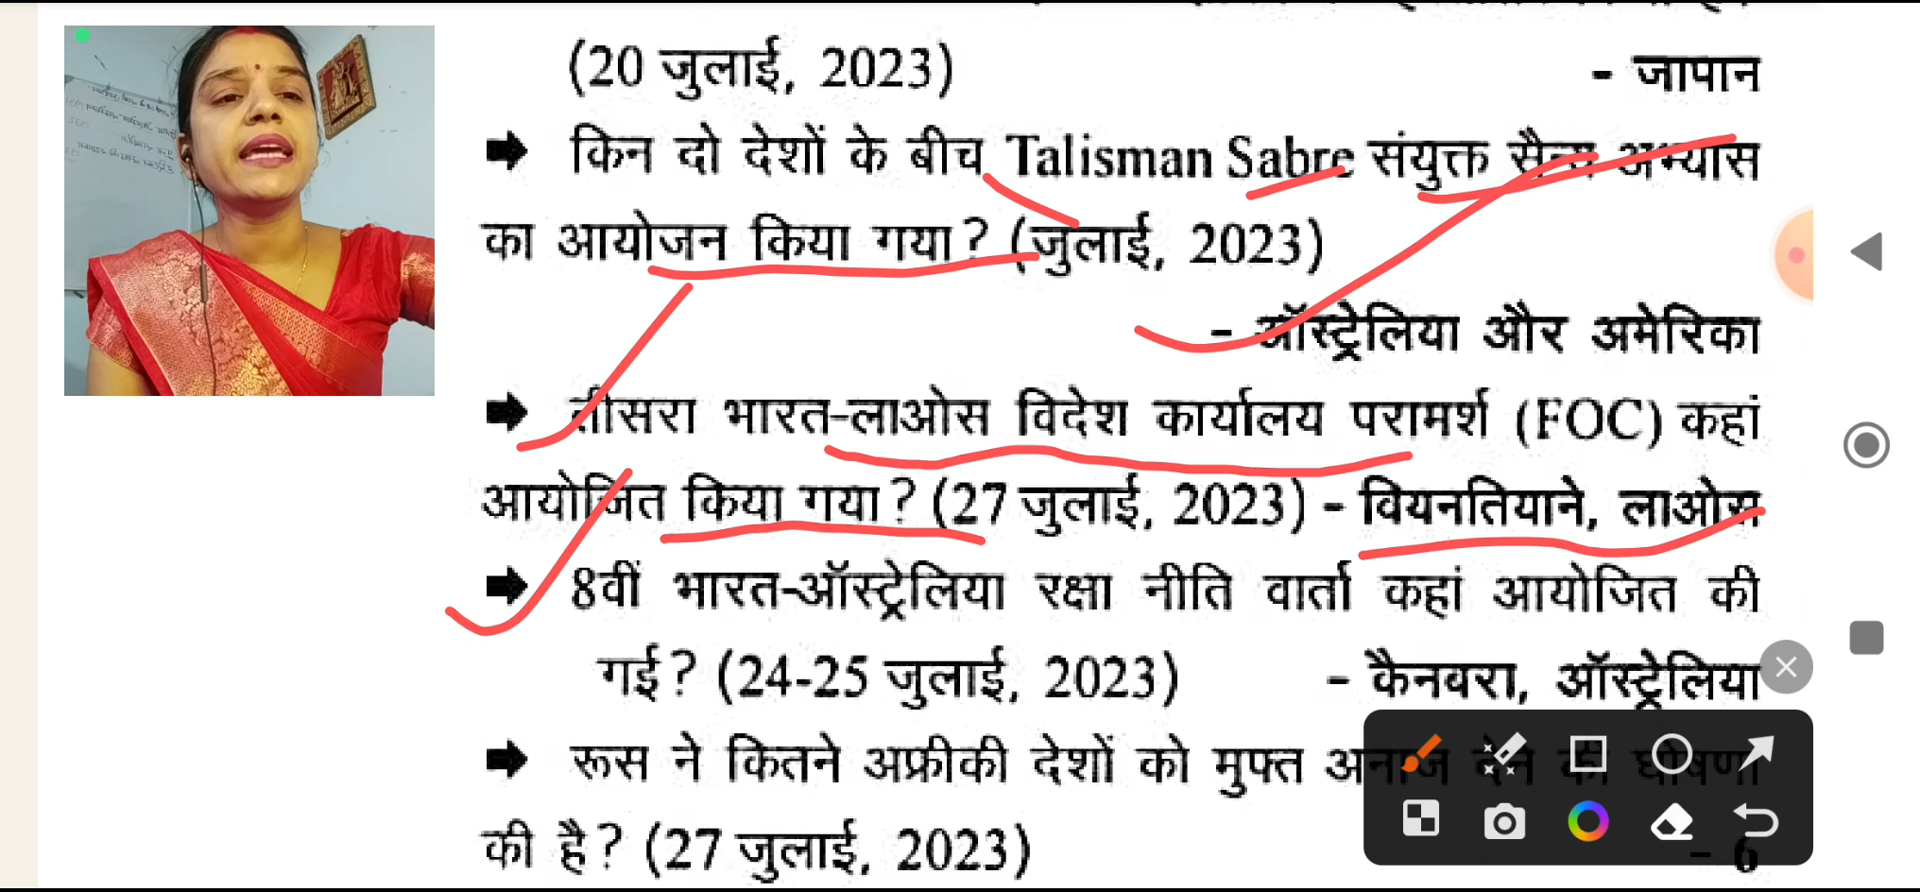 (20 जुलाई, 2023) - जापान
➡ किन दो देशों के बीच Talisman Sabre संयुक्त सैन्य अभ्यास
का आयोजन किया गया? (जुलाई, 2023)
- ऑस्ट्रेलिया और अमेरिका
➡ तीसरा भारत-लाओस विदेश कार्यालय परामर्श (FOC) कहां
आयोजित किया गया? (27 जुलाई, 2023) - वियनतियाने, लाओस
➡ 8वीं भारत-ऑस्ट्रेलिया रक्षा नीति वार्ता कहां आयोजित की
गई? (24-25 जुलाई, 2023) - कैनबरा, ऑस्ट्रेलिया
➡ रूस ने कितने अफ्रीकी देशों को मुफ्त अनाज देने की घोषणा
की है? (27 जुलाई, 2023) - 6